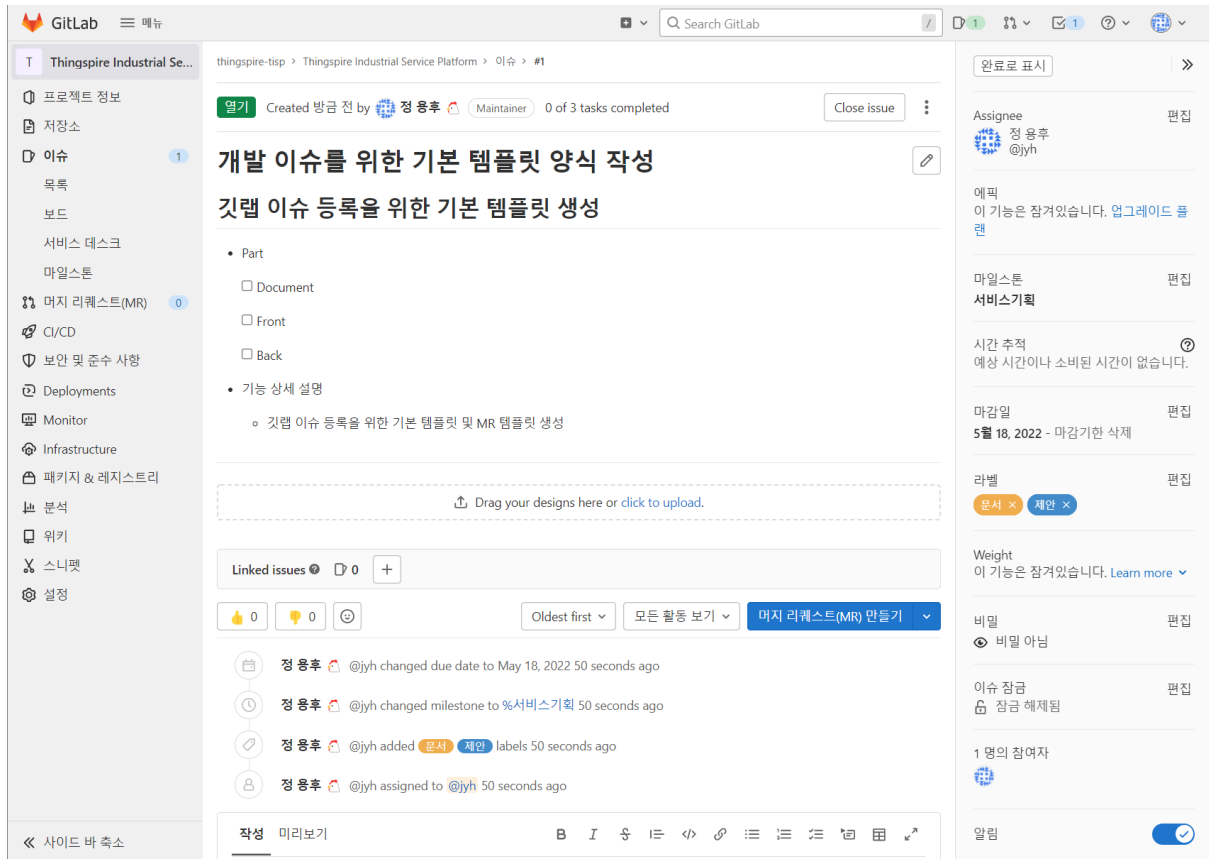 GitLab 메뉴 Search GitLab / 1 1
T Thingspire Industrial Se...
프로젝트 정보
저장소
이슈 1
목록
보드
서비스 데스크
마일스톤
머지 리퀘스트(MR) 0
CI/CD
보안 및 준수 사항
Deployments
Monitor
Infrastructure
패키지 & 레지스트리
분석
위키
스니펫
설정
사이드 바 축소
thingspire-tisp > Thingspire Industrial Service Platform > 이슈 > #1
열기 Created 방금 전 by 정 용후 Maintainer 0 of 3 tasks completed Close issue
개발 이슈를 위한 기본 템플릿 양식 작성
깃랩 이슈 등록을 위한 기본 템플릿 생성
• Part
Document
Front
Back
• 기능 상세 설명
◦ 깃랩 이슈 등록을 위한 기본 템플릿 및 MR 템플릿 생성
Drag your designs here or click to upload.
Linked issues 0
0 0 Oldest first 모든 활동 보기 머지 리퀘스트(MR) 만들기
정 용후 @jyh changed due date to May 18, 2022 50 seconds ago
정 용후 @jyh changed milestone to %서비스기획 50 seconds ago
정 용후 @jyh added 문서 제안 labels 50 seconds ago
정 용후 @jyh assigned to @jyh 50 seconds ago
작성 미리보기 B I S
완료로 표시
Assignee 편집
정 용후
@jyh
에픽
이 기능은 잠겨있습니다. 업그레이드 플
랜
마일스톤 편집
서비스기획
시간 추적
예상 시간이나 소비된 시간이 없습니다.
마감일 편집
5월 18, 2022 - 마감기한 삭제
라벨 편집
문서 × 제안 ×
Weight
이 기능은 잠겨있습니다. Learn more
비밀 편집
비밀 아님
이슈 잠금 편집
잠금 해제됨
1 명의 참여자
알림